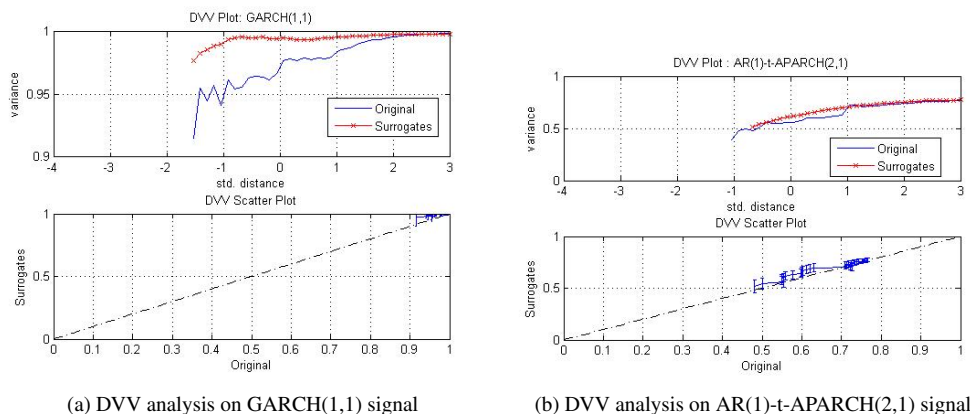 DVV Plot: GARCH(1,1)
1
0.95
0.9
variance
Original
Surrogates
-4 -3 -2 -1 0 1 2 3
std. distance
DVV Scatter Plot
1
0.5
0
Surrogates
0 0.1 0.2 0.3 0.4 0.5 0.6 0.7 0.8 0.9 1
Original
(a) DVV analysis on GARCH(1,1) signal
DVV Plot : AR(1)-t-APARCH(2,1)
1
0.5
0
variance
Original
Surrogates
-4 -3 -2 -1 0 1 2 3
std. distance
DVV Scatter Plot
1
0.5
0
Surrogates
0 0.1 0.2 0.3 0.4 0.5 0.6 0.7 0.8 0.9 1
Original
(b) DVV analysis on AR(1)-t-APARCH(2,1) signal